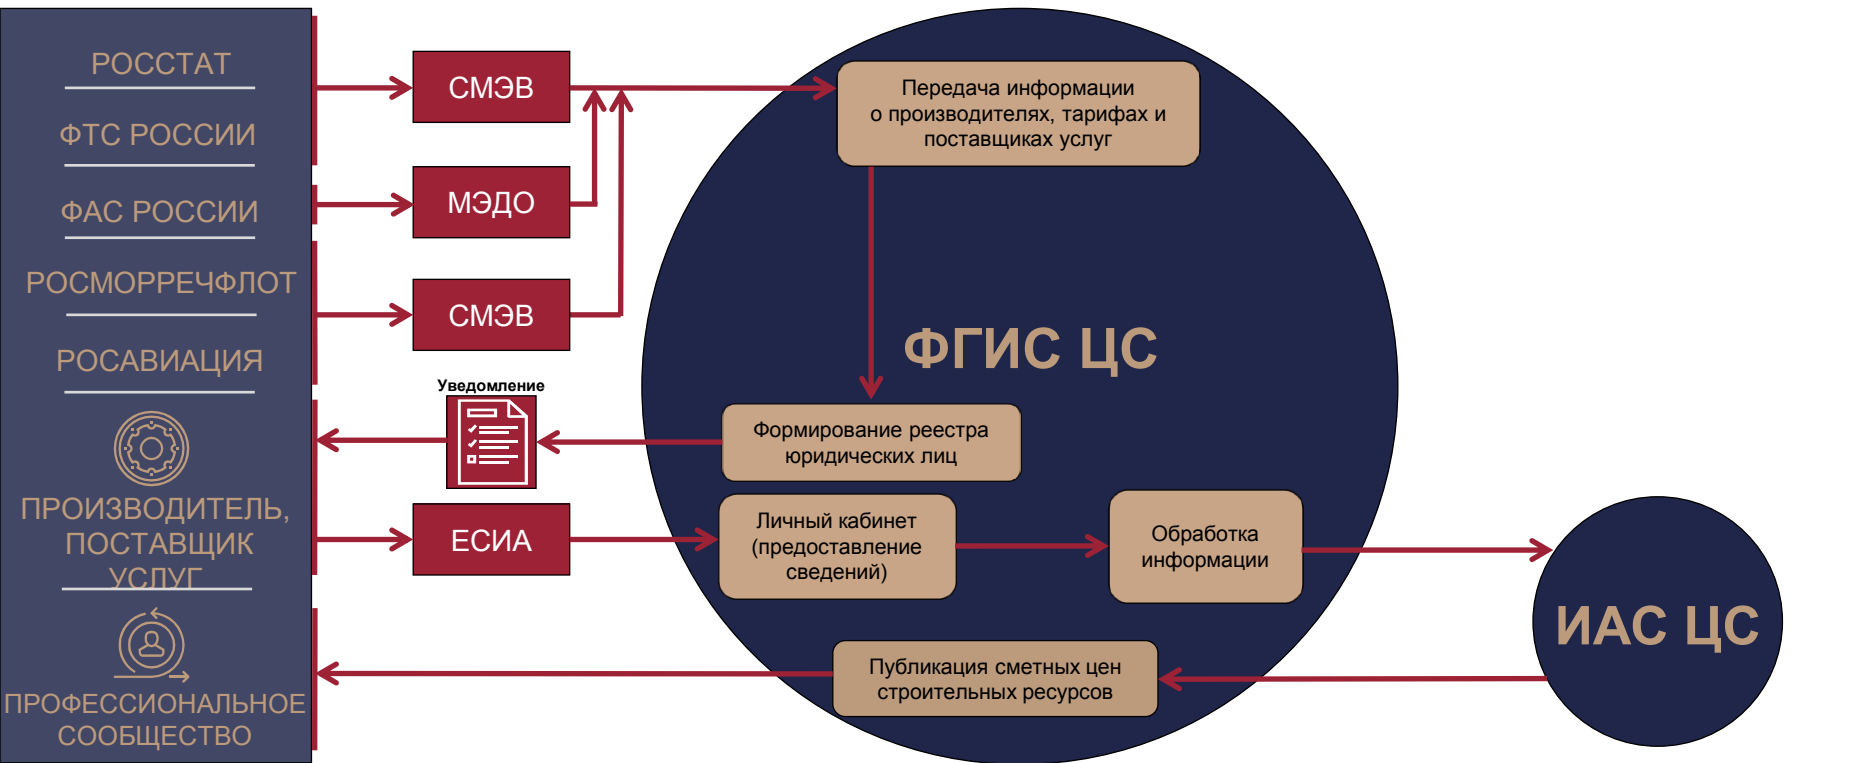 РОССТАТ
ФТС РОССИИ
ФАС РОССИИ
РОСМОРРЕЧФЛОТ
РОСАВИАЦИЯ
ПРОИЗВОДИТЕЛЬ,
ПОСТАВЩИК
УСЛУГ
ПРОФЕССИОНАЛЬНОЕ
СООБЩЕСТВО
СМЭВ
МЭДО
СМЭВ
Уведомление
ЕСИА
Передача информации
о производителях, тарифах и
поставщиках услуг
ФГИС ЦС
Формирование реестра
юридических лиц
Личный кабинет
(предоставление
сведений)
Обработка
информации
Публикация сметных цен
строительных ресурсов
ИАС ЦС